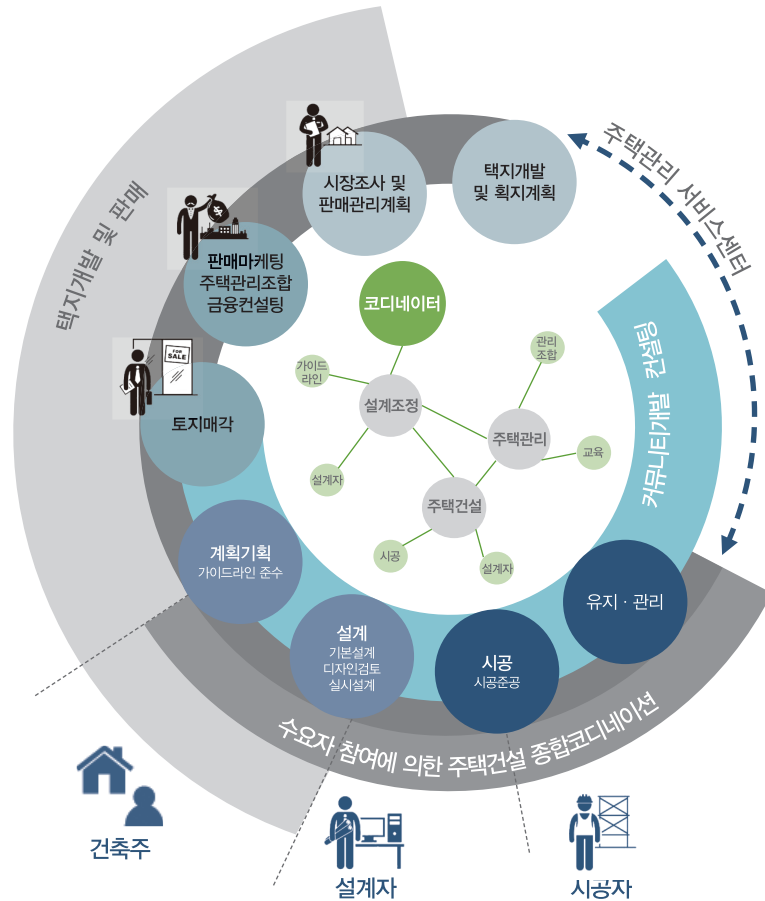 택지개발
및 획지계획
시장조사 및
판매관리계획
판매마케팅
주택관리조합
금융컨설팅
FOR
SALE
토지매각
계획기획
가이드라인 준수
설계
기본설계
디자인검토
실시설계
시공
시공준공
유지 · 관리
택지개발 및 판매
주택관리 서비스센터
커뮤니티개발 컨설팅
수요자 참여에 의한 주택건설 종합코디네이션
코디네이터
설계조정
가이드
라인
설계자
주택관리
관리
조합
교육
주택건설
시공
설계자
건축주
설계자
시공자